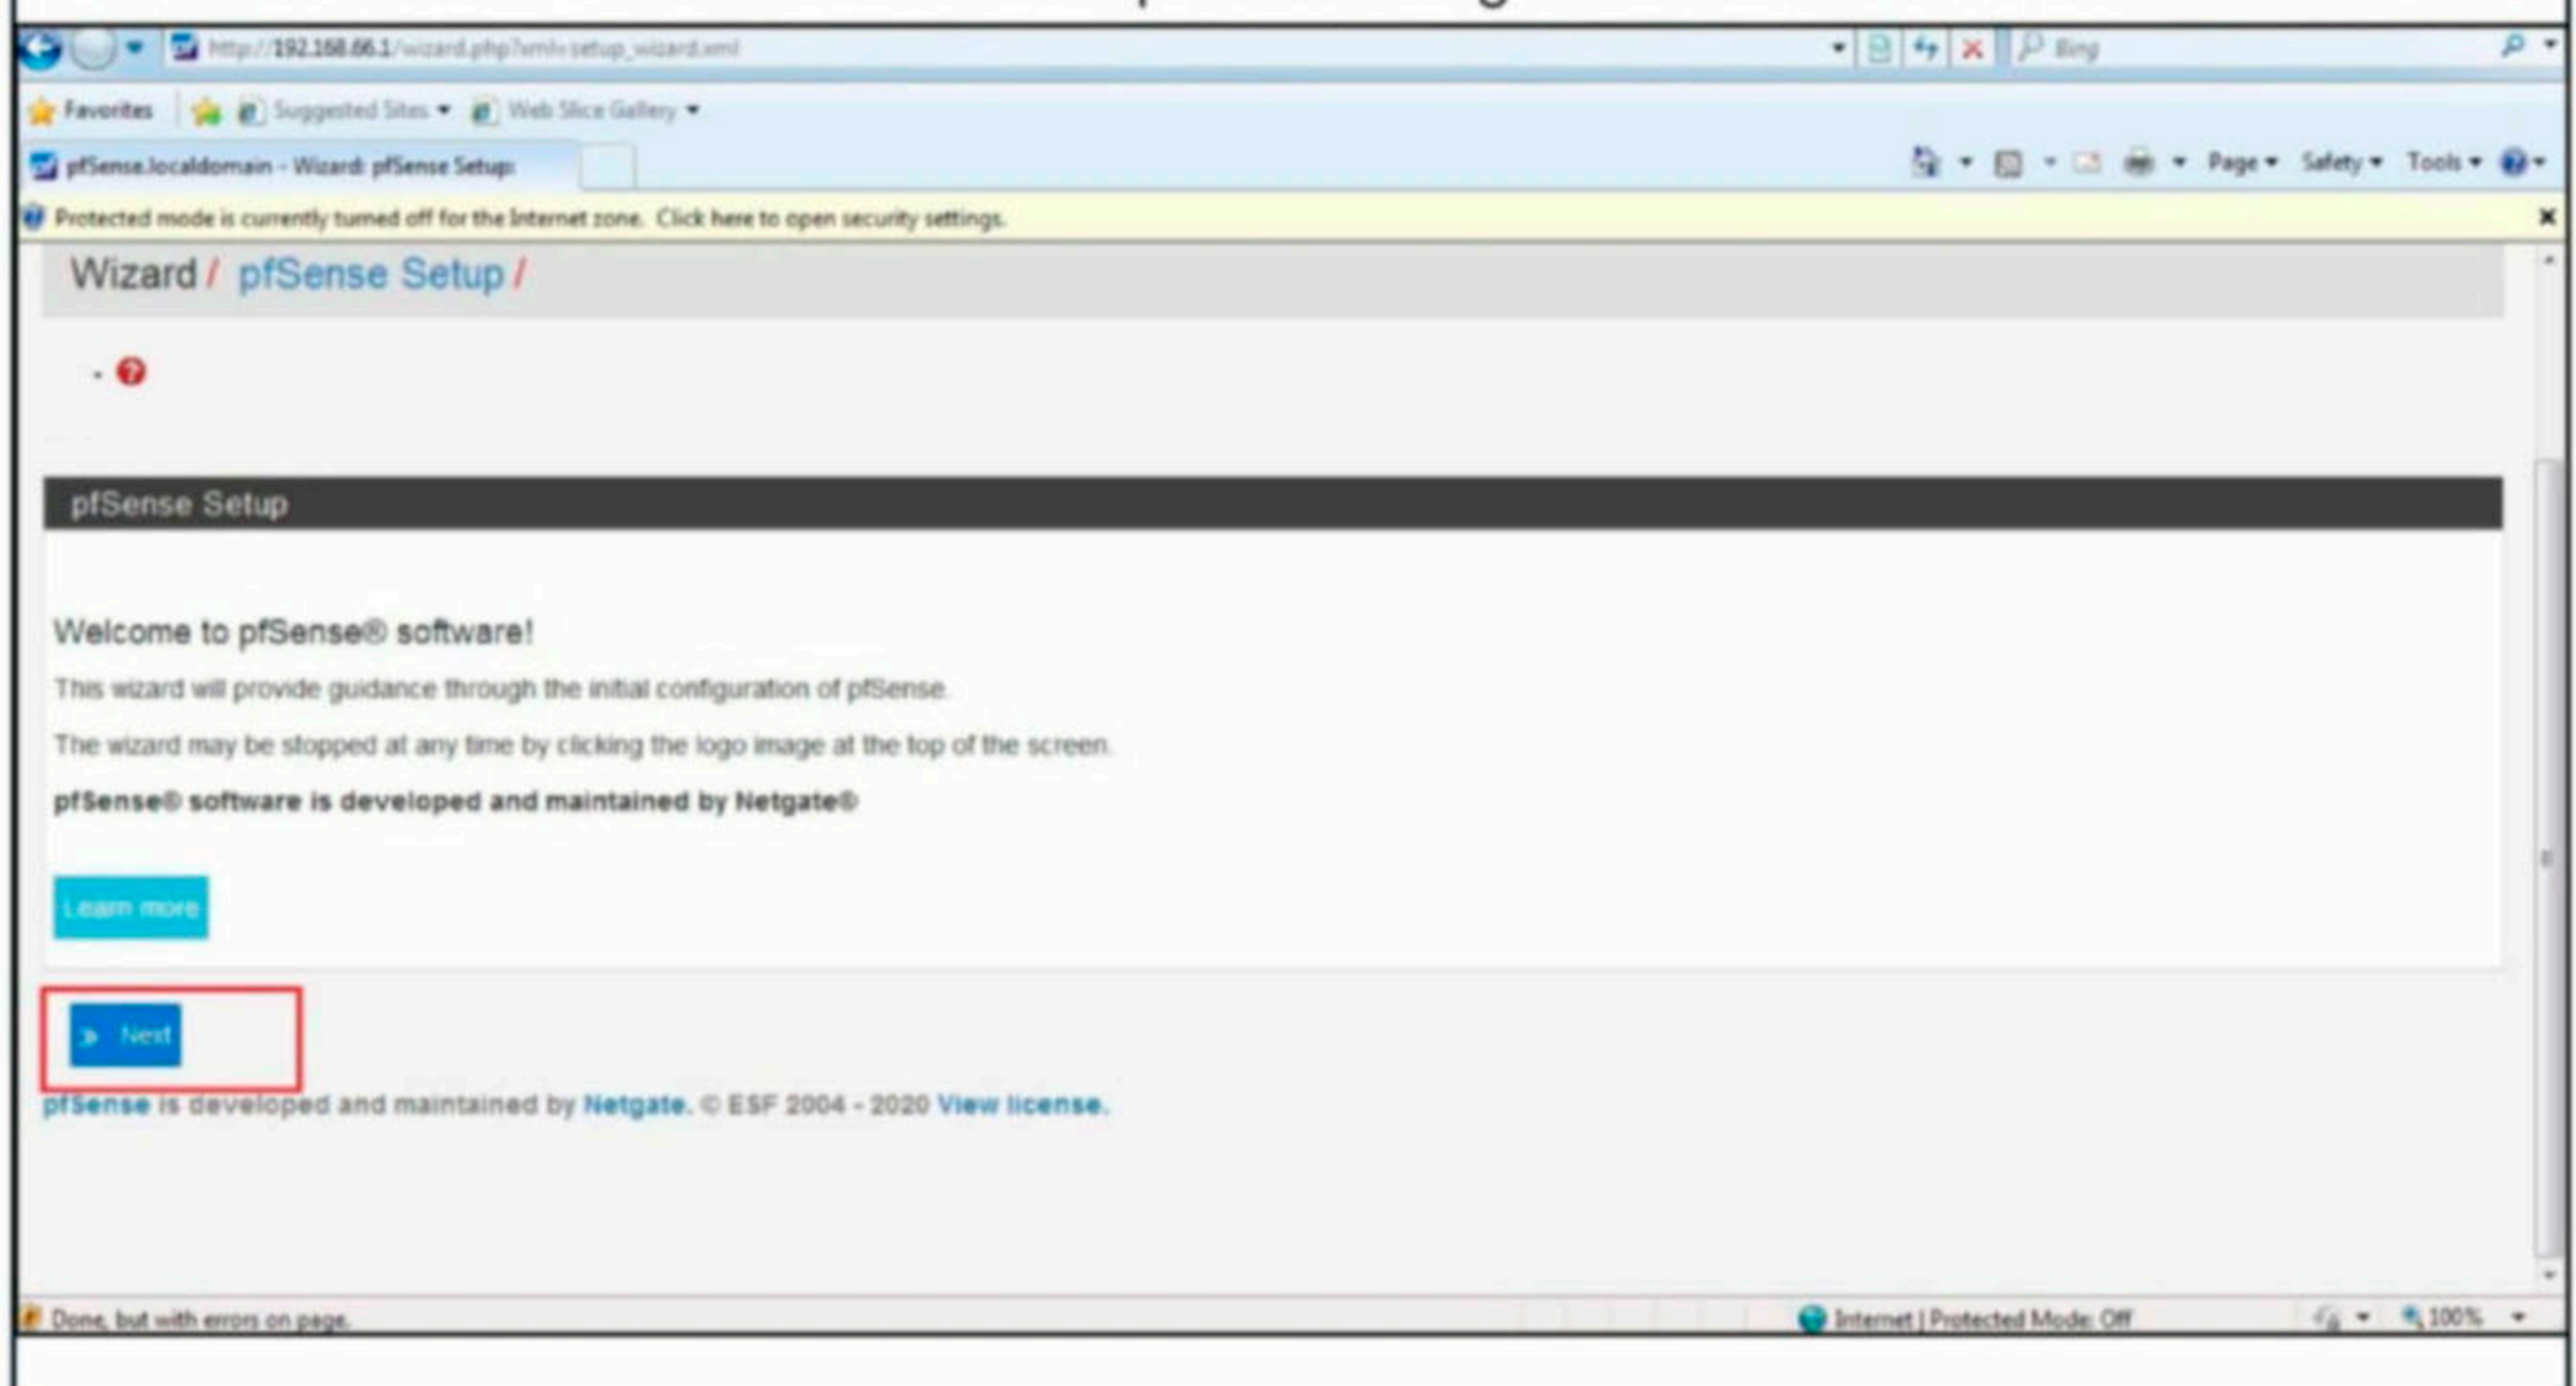 http://192.168.66.1/wizard.php?xml=setup_wizard.xml
Bing
Favorites Suggested Sites Web Slice Gallery
pfSense.localdomain - Wizard: pfSense Setup: Page Safety Tools
Protected mode is currently turned off for the Internet zone. Click here to open security settings.
Wizard / pfSense Setup /
pfSense Setup
Welcome to pfSense® software!
This wizard will provide guidance through the initial configuration of pfSense.
The wizard may be stopped at any time by clicking the logo image at the top of the screen.
pfSense® software is developed and maintained by Netgate®
Learn more
» Next
pfSense is developed and maintained by Netgate. © ESF 2004 - 2020 View license.
Done, but with errors on page. Internet | Protected Mode: Off 100%